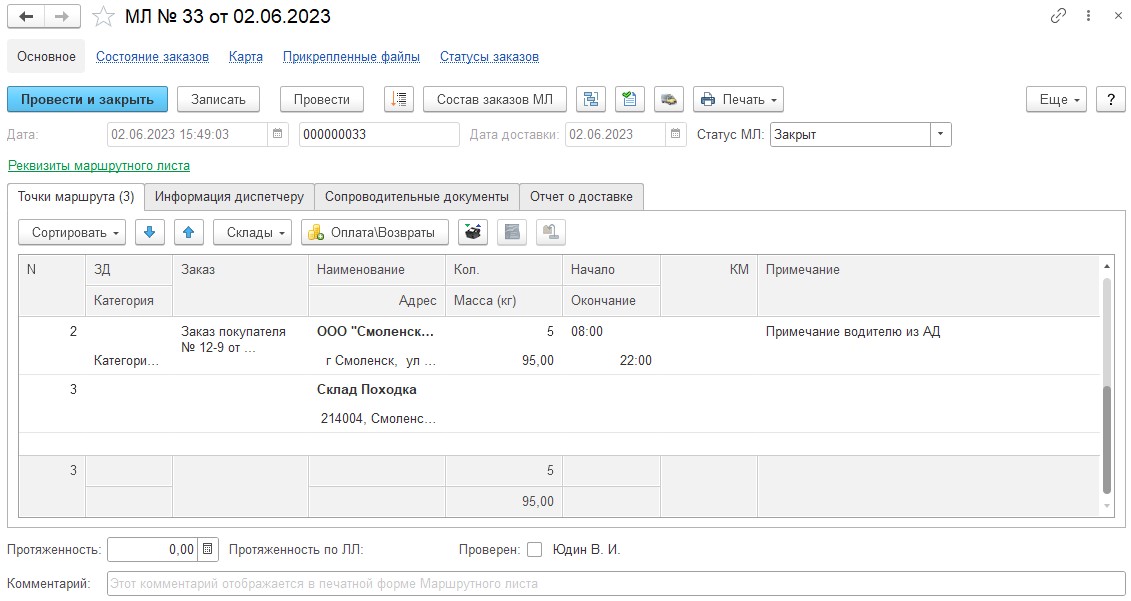 МЛ № 33 от 02.06.2023
Основное Состояние заказов Карта Прикрепленные файлы Статусы заказов
Провести и закрыть Записать Провести Состав заказов МЛ Печать Еще ?
Дата: 02.06.2023 15:49:03 000000033 Дата доставки: 02.06.2023 Статус МЛ: Закрыт
Реквизиты маршрутного листа
Точки маршрута (3) Информация диспетчеру Сопроводительные документы Отчет о доставке
Сортировать Склады Оплата\Возвраты
N ЗД Заказ Наименование Кол. Начало КМ Примечание
Категория Адрес Масса (кг) Окончание
2 Заказ покупателя ООО "Смоленск... 5 08:00 Примечание водителю из АД
№ 12-9 от ...
Категори... г Смоленск, ул ... 95,00 22:00
3 Склад Походка
214004, Смоленс...
3 5
95,00
Протяженность: 0,00 Протяженность по ЛЛ: Проверен: Юдин В. И.
Комментарий: Этот комментарий отображается в печатной форме Маршрутного листа